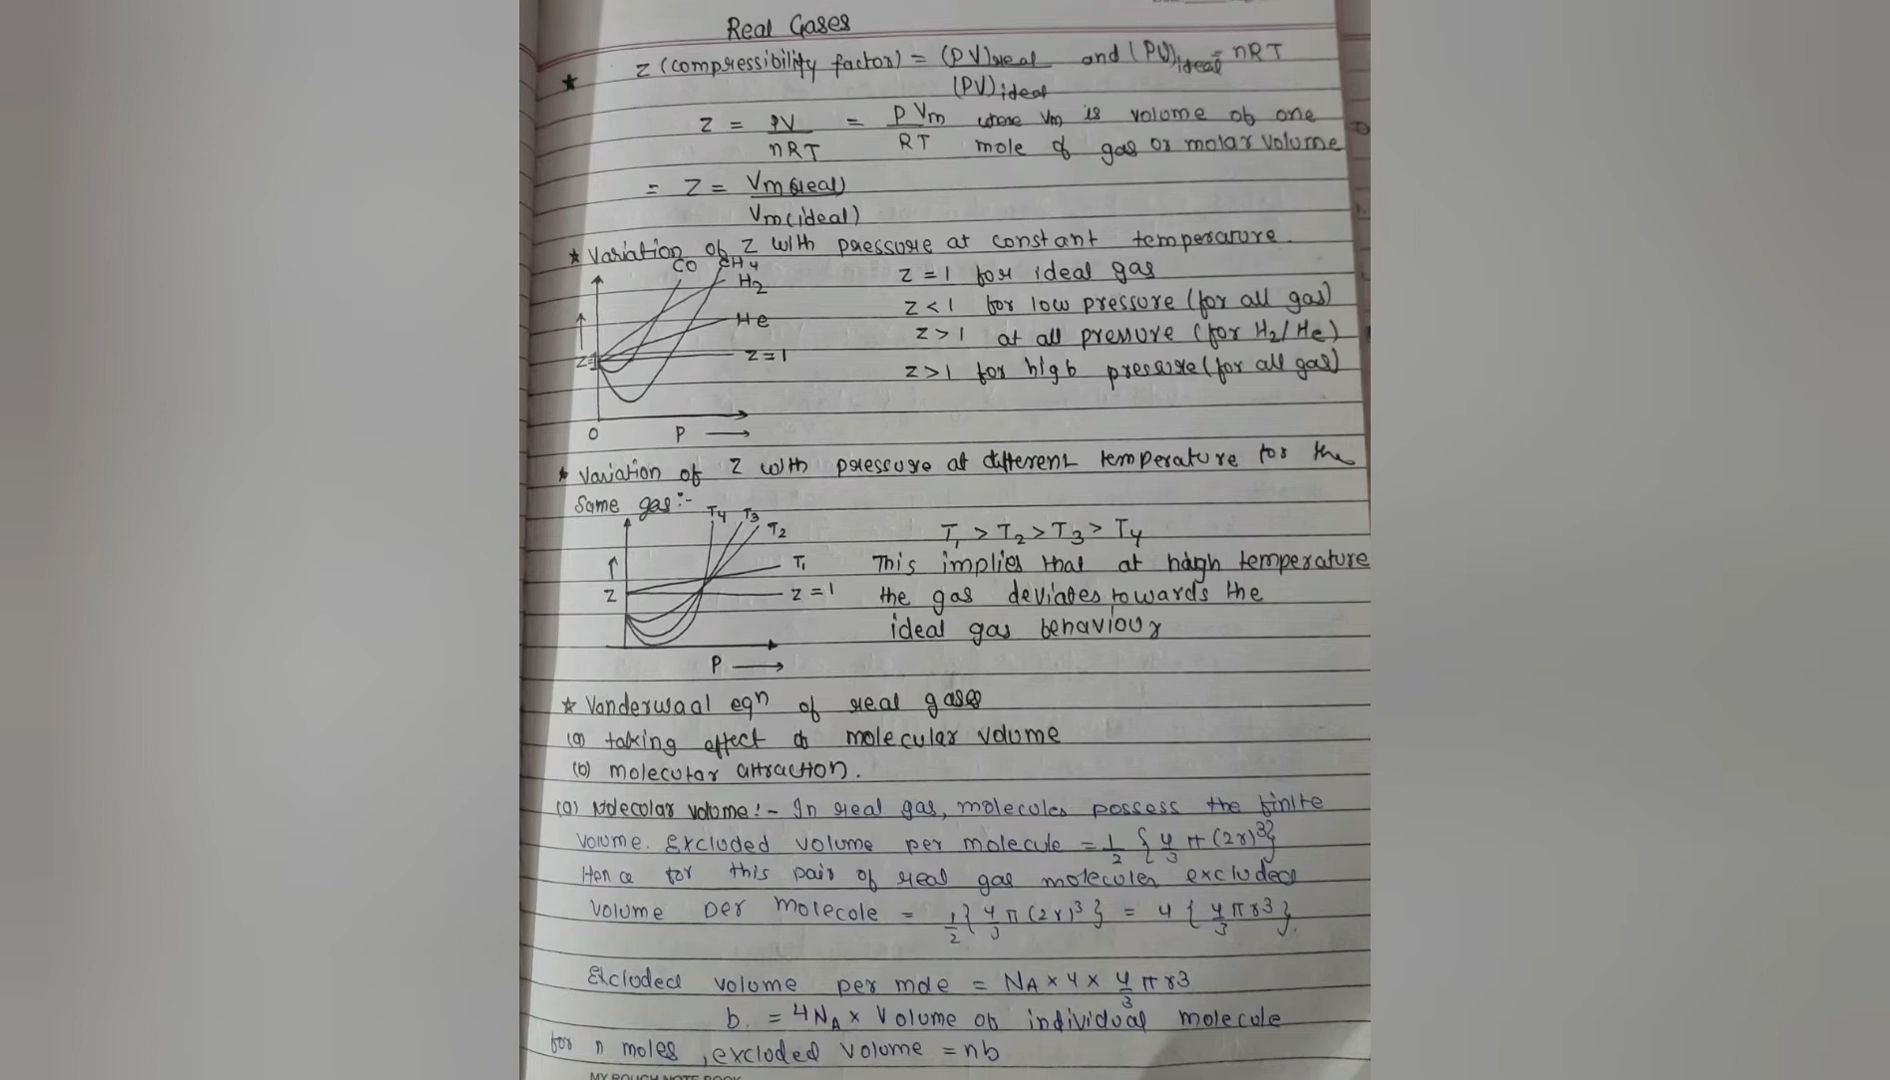 Real Gases
z (compressibility factor) = (PV)real / (PV)ideal and (PV)ideal = nRT
Z = PV / nRT = P Vm / RT where Vm is volume of one
mole of gas or molar volume
= Z = Vm(real) / Vm(ideal)
* Variation of Z with pressure at constant temperature.
CO CH4
H2
He
Z=1
Z
O P →
Z = 1 for ideal gas
Z < 1 for low pressure (for all gas)
Z > 1 at all pressure (for H2/He)
Z > 1 for high pressure (for all gas)
* Variation of Z with pressure at different temperature for the
Same gas:-
T4 T3
T2
T1
Z = 1
Z
P →
T1 > T2 > T3 > T4
This implies that at high temperature
the gas deviates towards the
ideal gas behaviour
* Vanderwaal eqn of real gases
(a) taking effect of molecular volume
(b) molecular attraction.
(a) Molecular volume:- In real gas, molecules possess the finite
volume. Excluded volume per molecule = 1/2 { 4/3 π (2r)3}
Hence for this pair of real gas molecules excluded
volume per molecule = 1/2 { 4/3 π (2r)3 } = 4 { 4/3 πr3 }.
Excluded volume per mole = NA × 4 × 4/3 π r3
b. = 4NA × Volume of individual molecule
for n moles, excluded volume = nb
MY ROUGH NOTE BOOK